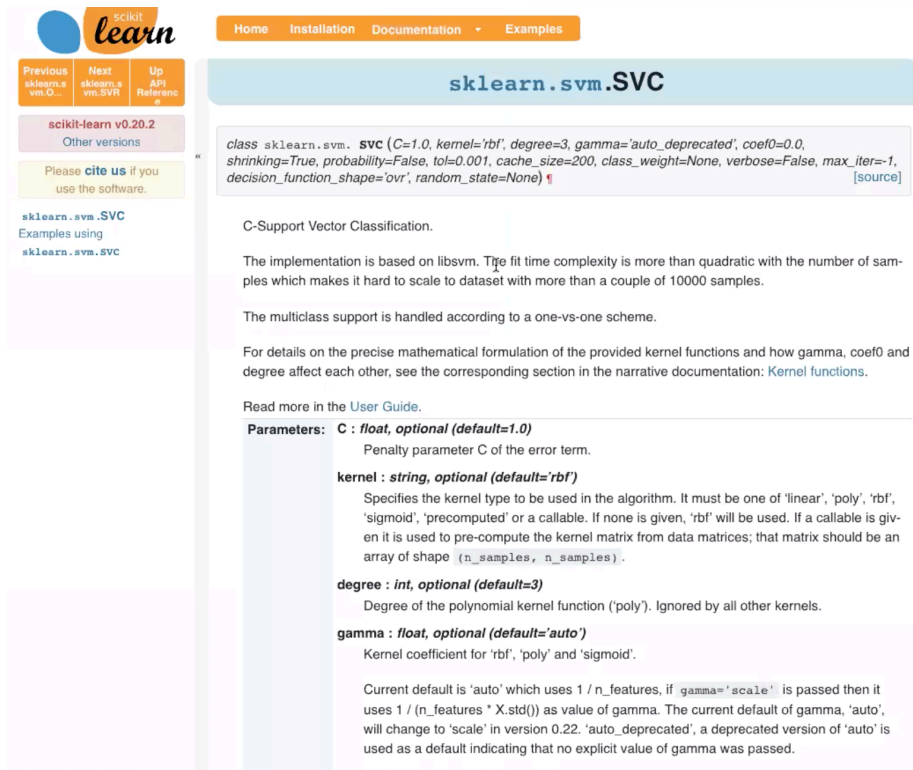 scikit
learn
Home Installation Documentation Examples
Previous
sklearn.s
vm.O...
Next
sklearn.s
vm.SVR
Up
API
Referenc
e
scikit-learn v0.20.2
Other versions
Please cite us if you
use the software.
sklearn.svm.SVC
Examples using
sklearn.svm.SVC
«
sklearn.svm.SVC
class sklearn.svm. SVC (C=1.0, kernel='rbf', degree=3, gamma='auto_deprecated', coef0=0.0,
shrinking=True, probability=False, tol=0.001, cache_size=200, class_weight=None, verbose=False, max_iter=-1,
decision_function_shape='ovr', random_state=None) ¶ [source]
C-Support Vector Classification.
The implementation is based on libsvm. The fit time complexity is more than quadratic with the number of sam-
ples which makes it hard to scale to dataset with more than a couple of 10000 samples.
The multiclass support is handled according to a one-vs-one scheme.
For details on the precise mathematical formulation of the provided kernel functions and how gamma, coef0 and
degree affect each other, see the corresponding section in the narrative documentation: Kernel functions.
Read more in the User Guide.
Parameters: C : float, optional (default=1.0)
Penalty parameter C of the error term.
kernel : string, optional (default='rbf')
Specifies the kernel type to be used in the algorithm. It must be one of 'linear', 'poly', 'rbf',
'sigmoid', 'precomputed' or a callable. If none is given, 'rbf' will be used. If a callable is giv-
en it is used to pre-compute the kernel matrix from data matrices; that matrix should be an
array of shape (n_samples, n_samples).
degree : int, optional (default=3)
Degree of the polynomial kernel function ('poly'). Ignored by all other kernels.
gamma : float, optional (default='auto')
Kernel coefficient for 'rbf', 'poly' and 'sigmoid'.
Current default is 'auto' which uses 1 / n_features, if gamma='scale' is passed then it
uses 1 / (n_features * X.std()) as value of gamma. The current default of gamma, 'auto',
will change to 'scale' in version 0.22. 'auto_deprecated', a deprecated version of 'auto' is
used as a default indicating that no explicit value of gamma was passed.